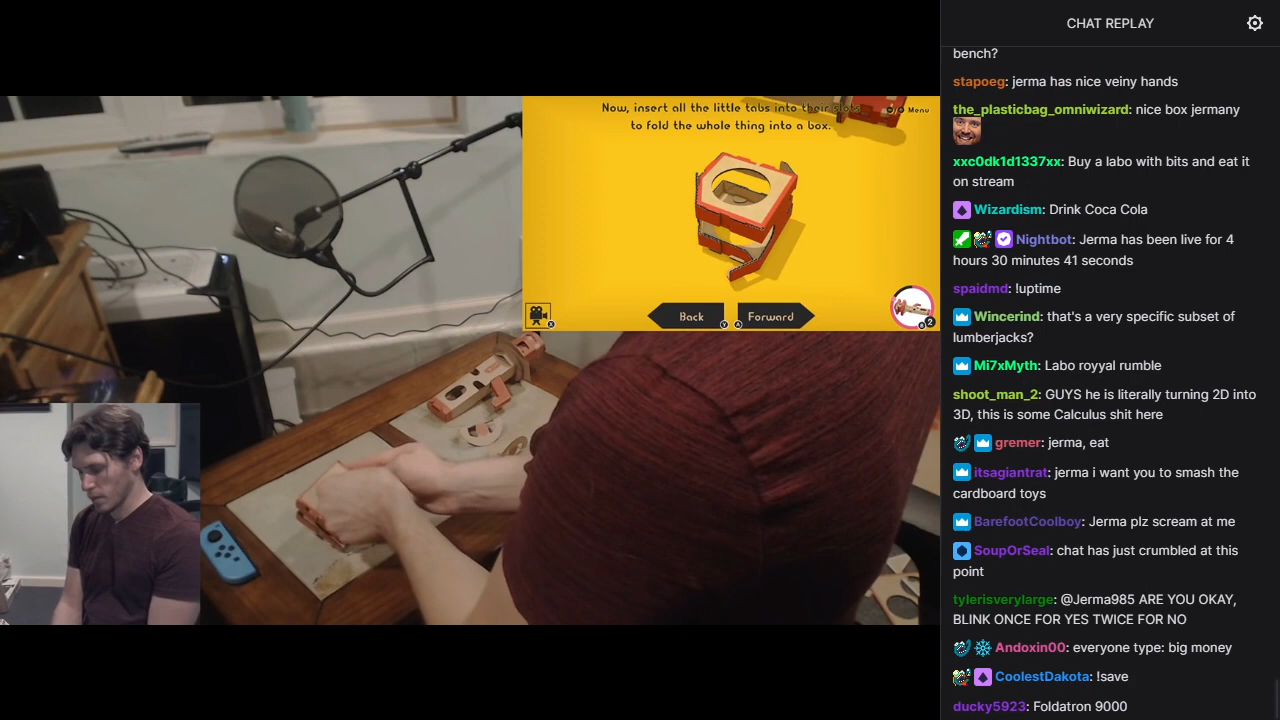 CHAT REPLAY
bench?
stapoeg: jerma has nice veiny hands
the_plasticbag_omniwizard: nice box jermany
xxc0dk1d1337xx: Buy a labo with bits and eat it
on stream
Wizardism: Drink Coca Cola
Nightbot: Jerma has been live for 4
hours 30 minutes 41 seconds
spaidmd: !uptime
Wincerind: that's a very specific subset of
lumberjacks?
Mi7xMyth: Labo royyal rumble
shoot_man_2: GUYS he is literally turning 2D into
3D, this is some Calculus shit here
gremer: jerma, eat
itsagiantrat: jerma i want you to smash the
cardboard toys
BarefootCoolboy: Jerma plz scream at me
SoupOrSeal: chat has just crumbled at this
point
tylerisverylarge: @Jerma985 ARE YOU OKAY,
BLINK ONCE FOR YES TWICE FOR NO
Andoxin00: everyone type: big money
CoolestDakota: !save
ducky5923: Foldatron 9000
Now, insert all the little tabs into their slots
to fold the whole thing into a box.
Menu
Back
Y
A
Forward
X
2